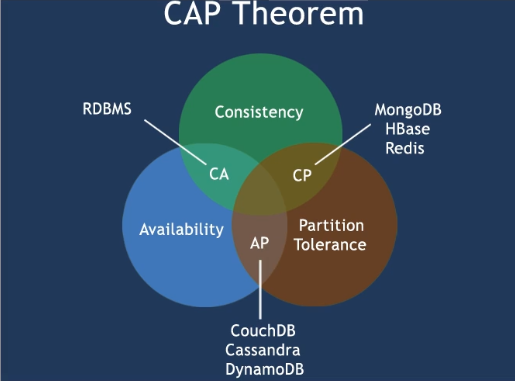 CAP Theorem
RDBMS
Consistency
MongoDB
HBase
Redis
CA
CP
Availability
Partition
Tolerance
AP
CouchDB
Cassandra
DynamoDB